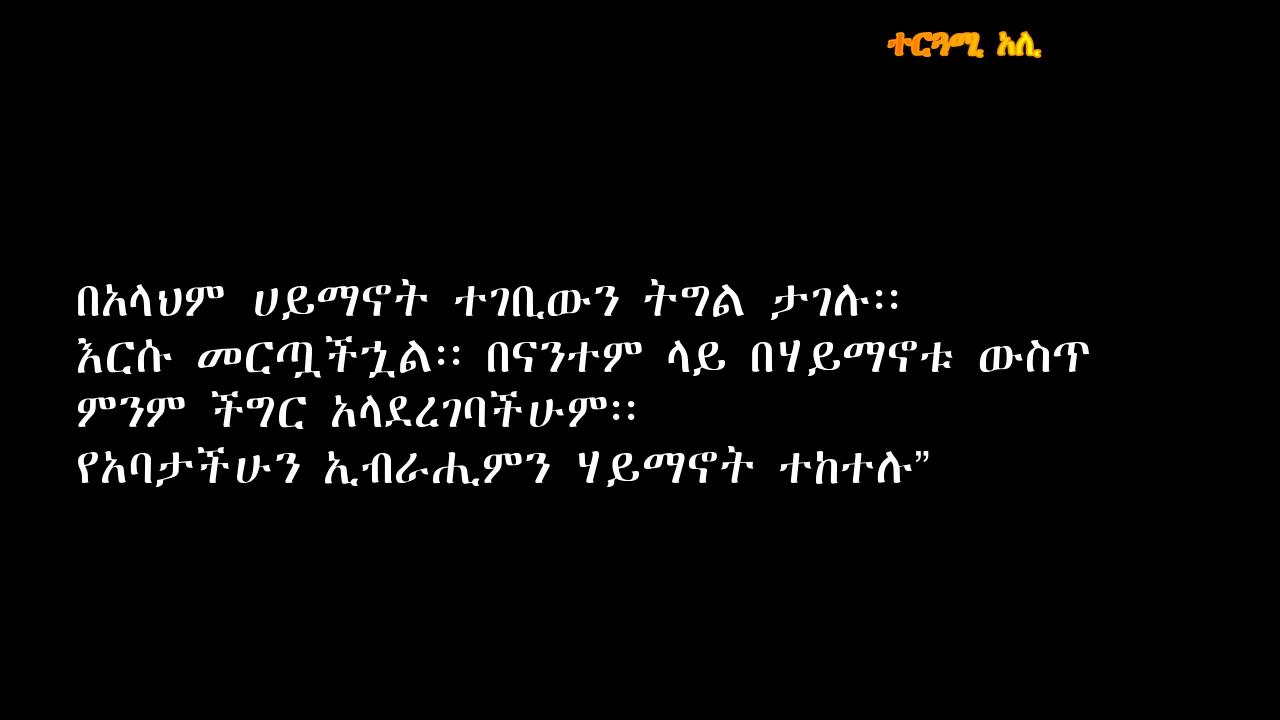 ተርጓሚ አሊ
በአላህም ሀይማኖት ተገቢውን ትግል ታገሉ፡፡
እርሱ መርጧችኋል፡፡ በናንተም ላይ በሃይማኖቱ ውስጥ
ምንም ችግር አላደረገባችሁም፡፡
የአባታችሁን ኢብራሒምን ሃይማኖት ተከተሉ”